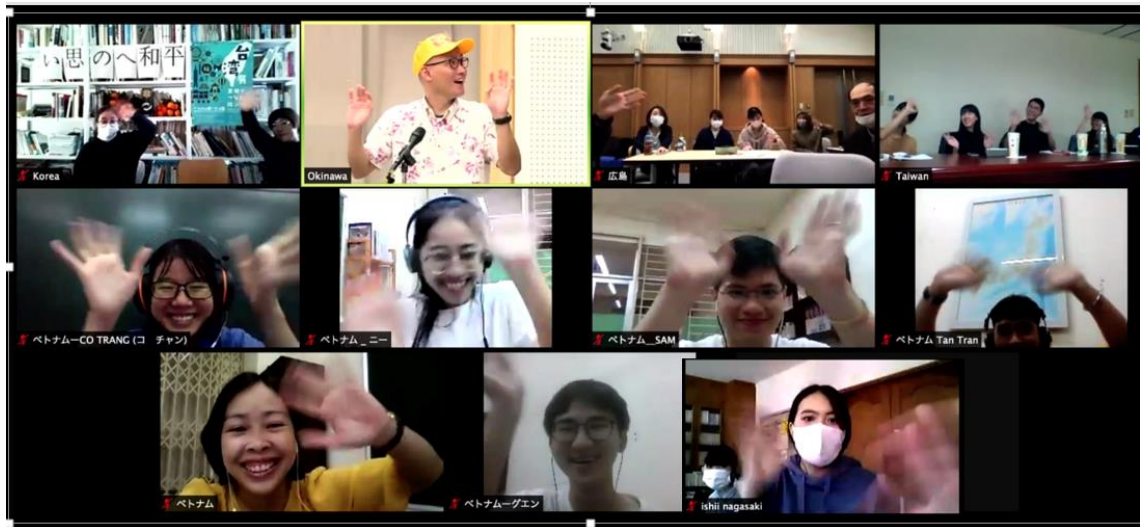 い思のへ和平
台湾
Korea
Okinawa
広島
Taiwan
ベトナムーCO TRANG (コ チャン)
ベトナム _ ニー
ベトナム__SAM
ベトナム Tan Tran
ベトナム
ベトナムーグエン
ishii nagasaki